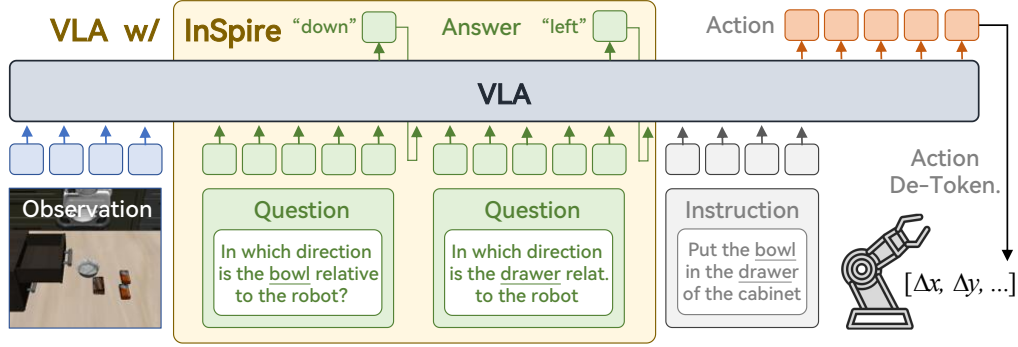 VLA w/ InSpire "down" Answer "left" Action
VLA
Action
De-Token.
Observation
Question
In which direction
is the bowl relative
to the robot?
Question
In which direction
is the drawer relat.
to the robot
Instruction
Put the bowl
in the drawer
of the cabinet
[Δx, Δy, ...]